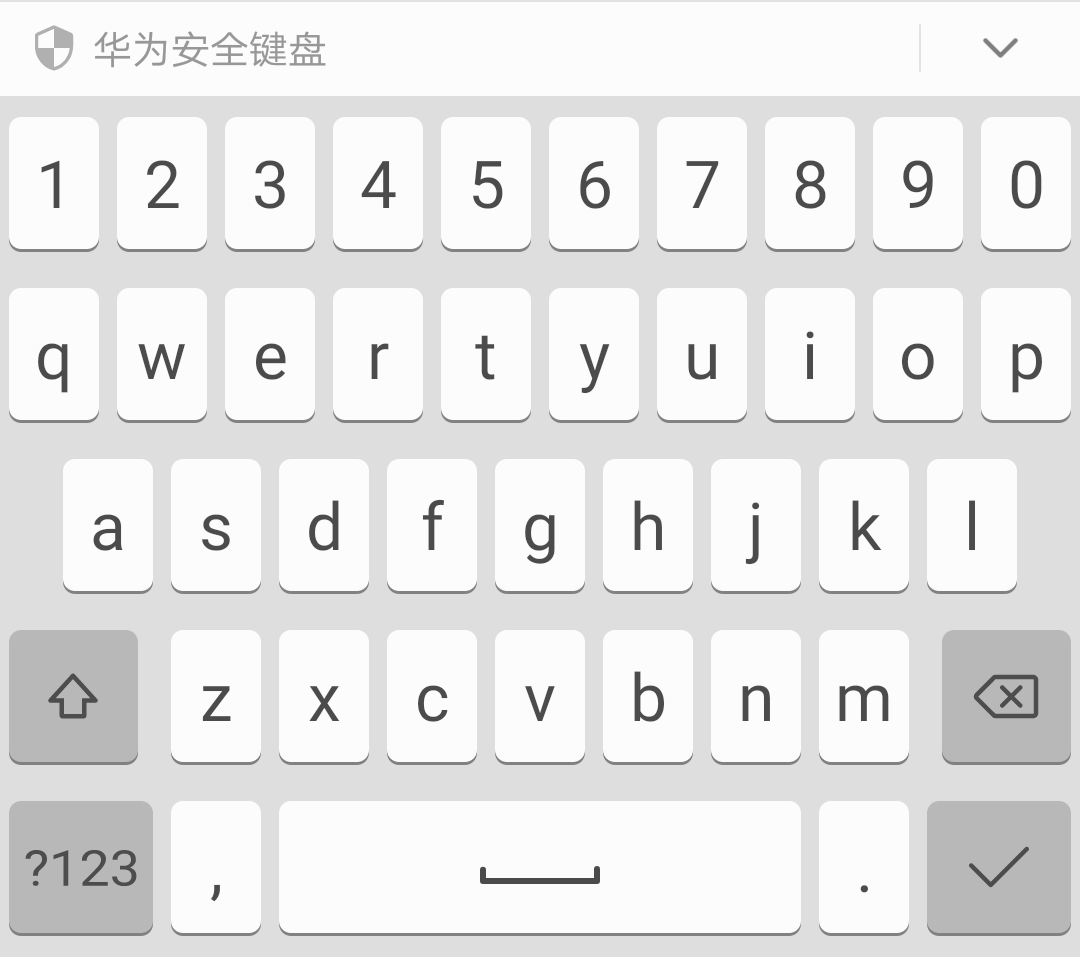 华为安全键盘
1 2 3 4 5 6 7 8 9 0
q w e r t y u i o p
a s d f g h j k l
z x c v b n m
?123 , .